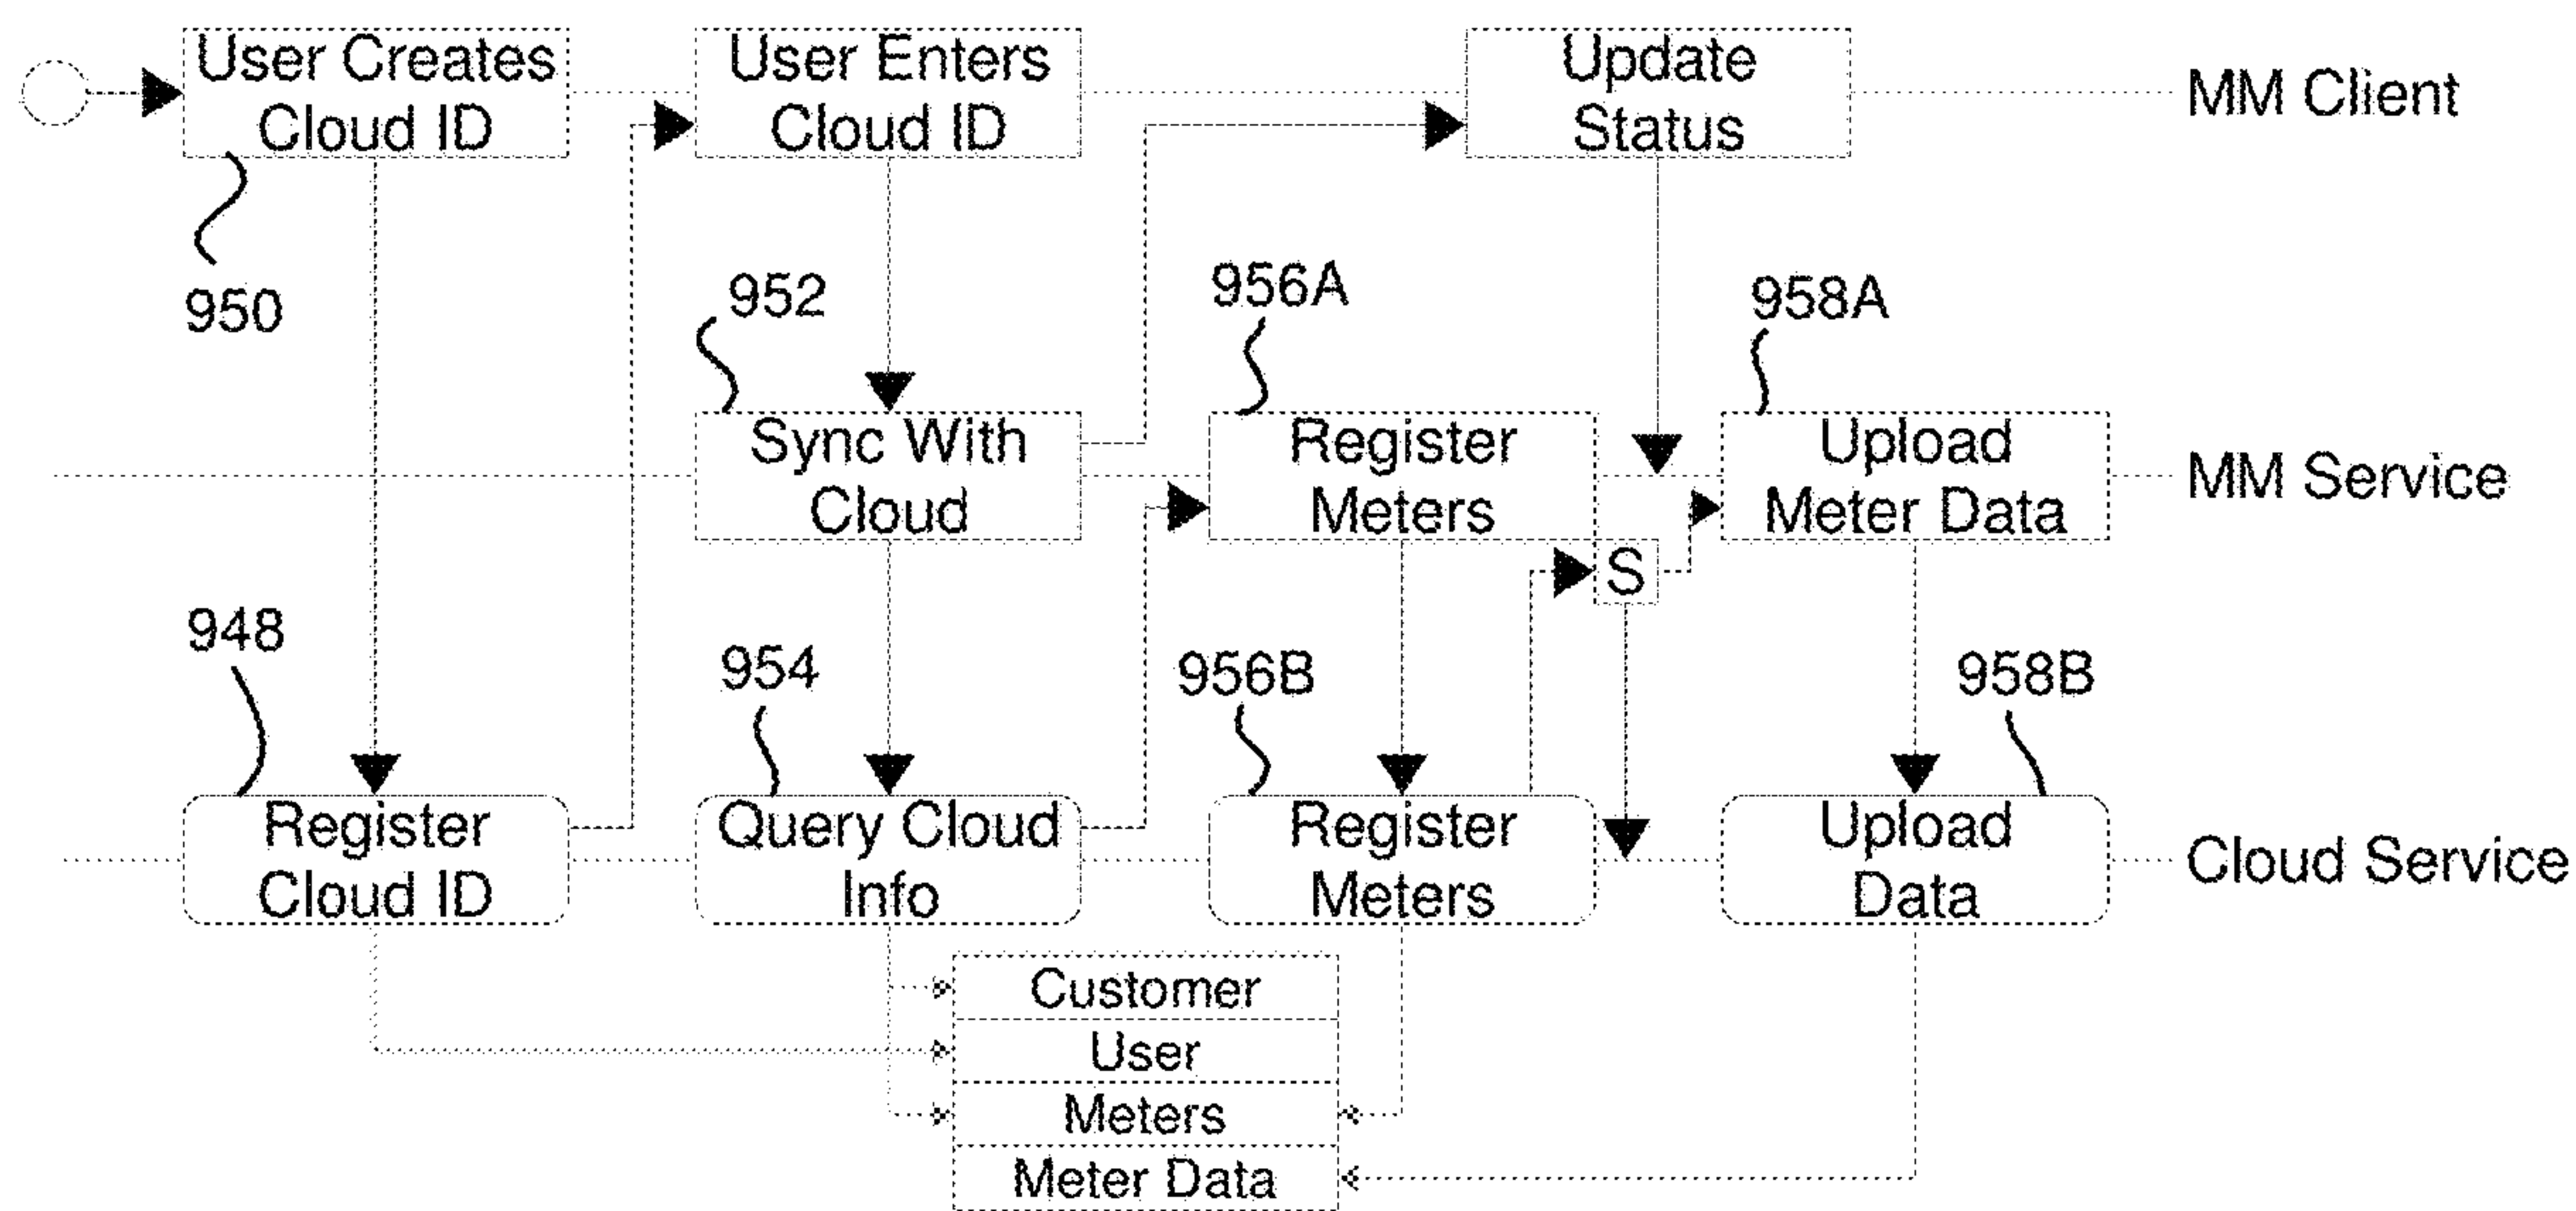 User Creates
Cloud ID
User Enters
Cloud ID
Update
Status
MM Client
950
952
956A
958A
Sync With
Cloud
Register
Meters
Upload
Meter Data
MM Service
S
948
954
956B
958B
Register
Cloud ID
Query Cloud
Info
Register
Meters
Upload
Data
Cloud Service
Customer
User
Meters
Meter Data